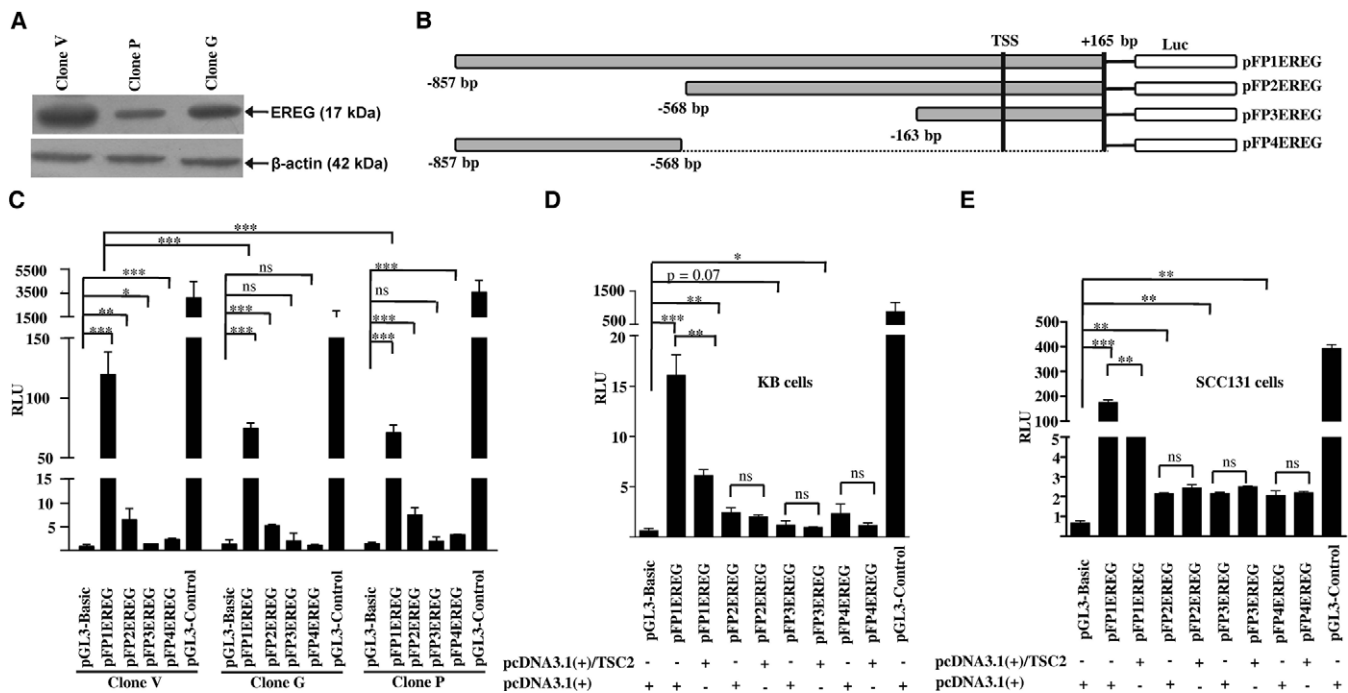 A
Clone V
Clone P
Clone G
EREG (17 kDa)
β-actin (42 kDa)
B
TSS
+165 bp
Luc
pFP1EREG
-857 bp
pFP2EREG
-568 bp
pFP3EREG
-163 bp
pFP4EREG
-857 bp
-568 bp
C
***
***
***
*
**
***
ns
ns
***
***
***
ns
***
***
5500
3500
1500
150
100
50
15
10
5
RLU
pGL3-Basic
pFP1EREG
pFP2EREG
pFP3EREG
pFP4EREG
pGL3-Control
pGL3-Basic
pFP1EREG
pFP2EREG
pFP3EREG
pFP4EREG
pGL3-Control
pGL3-Basic
pFP1EREG
pFP2EREG
pFP3EREG
pFP4EREG
pGL3-Control
Clone V
Clone G
Clone P
D
*
p = 0.07
**
***
**
1500
500
20
15
10
5
RLU
KB cells
ns
ns
ns
pGL3-Basic
pFP1EREG
pFP1EREG
pFP2EREG
pFP2EREG
pFP3EREG
pFP3EREG
pFP4EREG
pFP4EREG
pGL3-Control
pcDNA3.1(+)/TSC2 - - + - + - + - + -
pcDNA3.1(+) + + - + - + - + - +
E
**
**
**
***
**
500
400
300
200
100
5
4
3
2
1
0
RLU
SCC131 cells
ns
ns
ns
pGL3-Basic
pFP1EREG
pFP1EREG
pFP2EREG
pFP2EREG
pFP3EREG
pFP3EREG
pFP4EREG
pFP4EREG
pGL3-Control
pcDNA3.1(+)/TSC2 - - + - + - + - + -
pcDNA3.1(+) + + - + - + - + - +